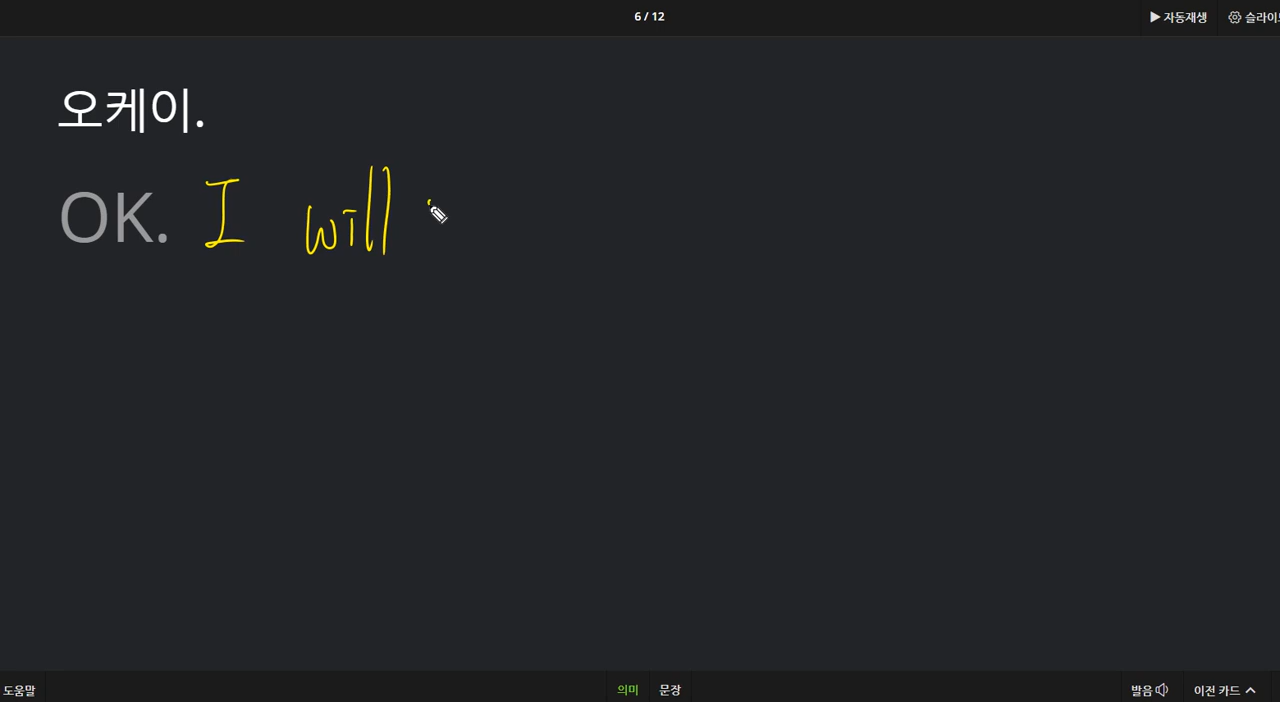 6 / 12
▶ 자동재생
슬라이드
오케이.
OK. I will
도움말
의미
문장
발음
이전 카드